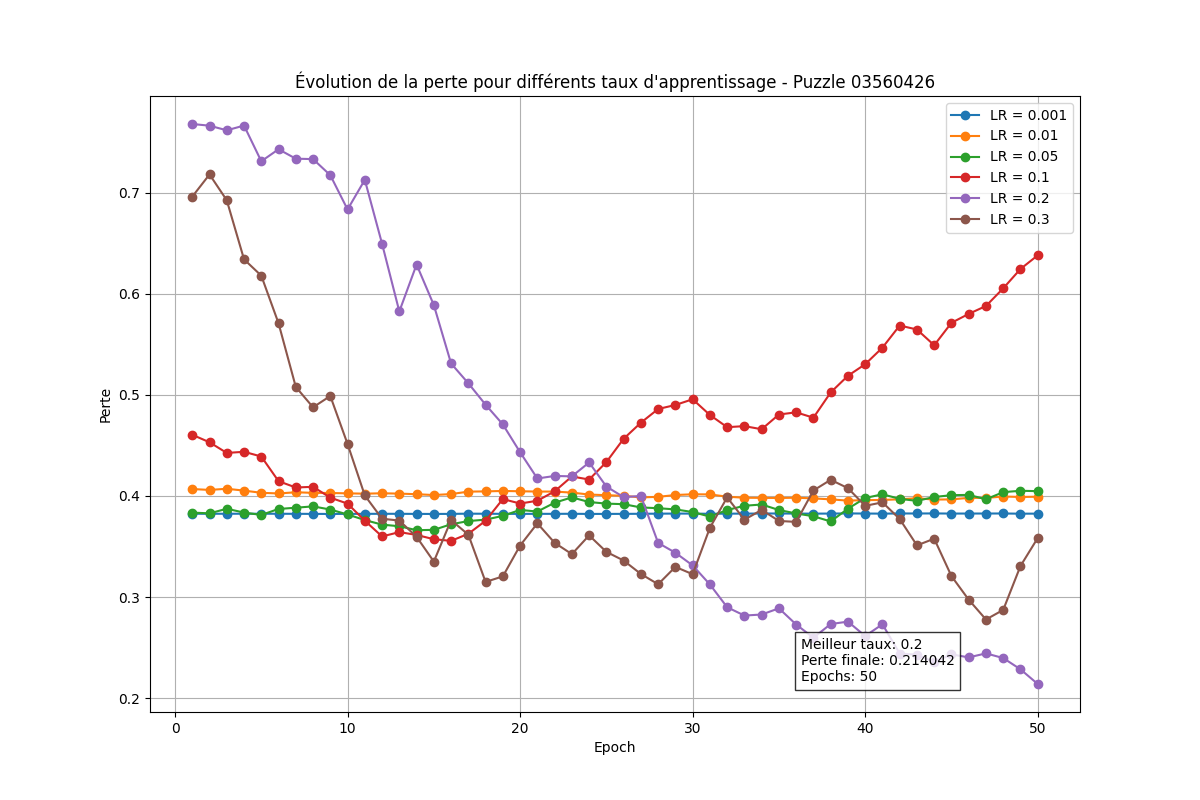 Évolution de la perte pour différents taux d'apprentissage - Puzzle 03560426
LR = 0.001
LR = 0.01
LR = 0.05
LR = 0.1
LR = 0.2
LR = 0.3
Perte
0.7
0.6
0.5
0.4
0.3
0.2
Meilleur taux: 0.2
Perte finale: 0.214042
Epochs: 50
0 10 20 30 40 50
Epoch